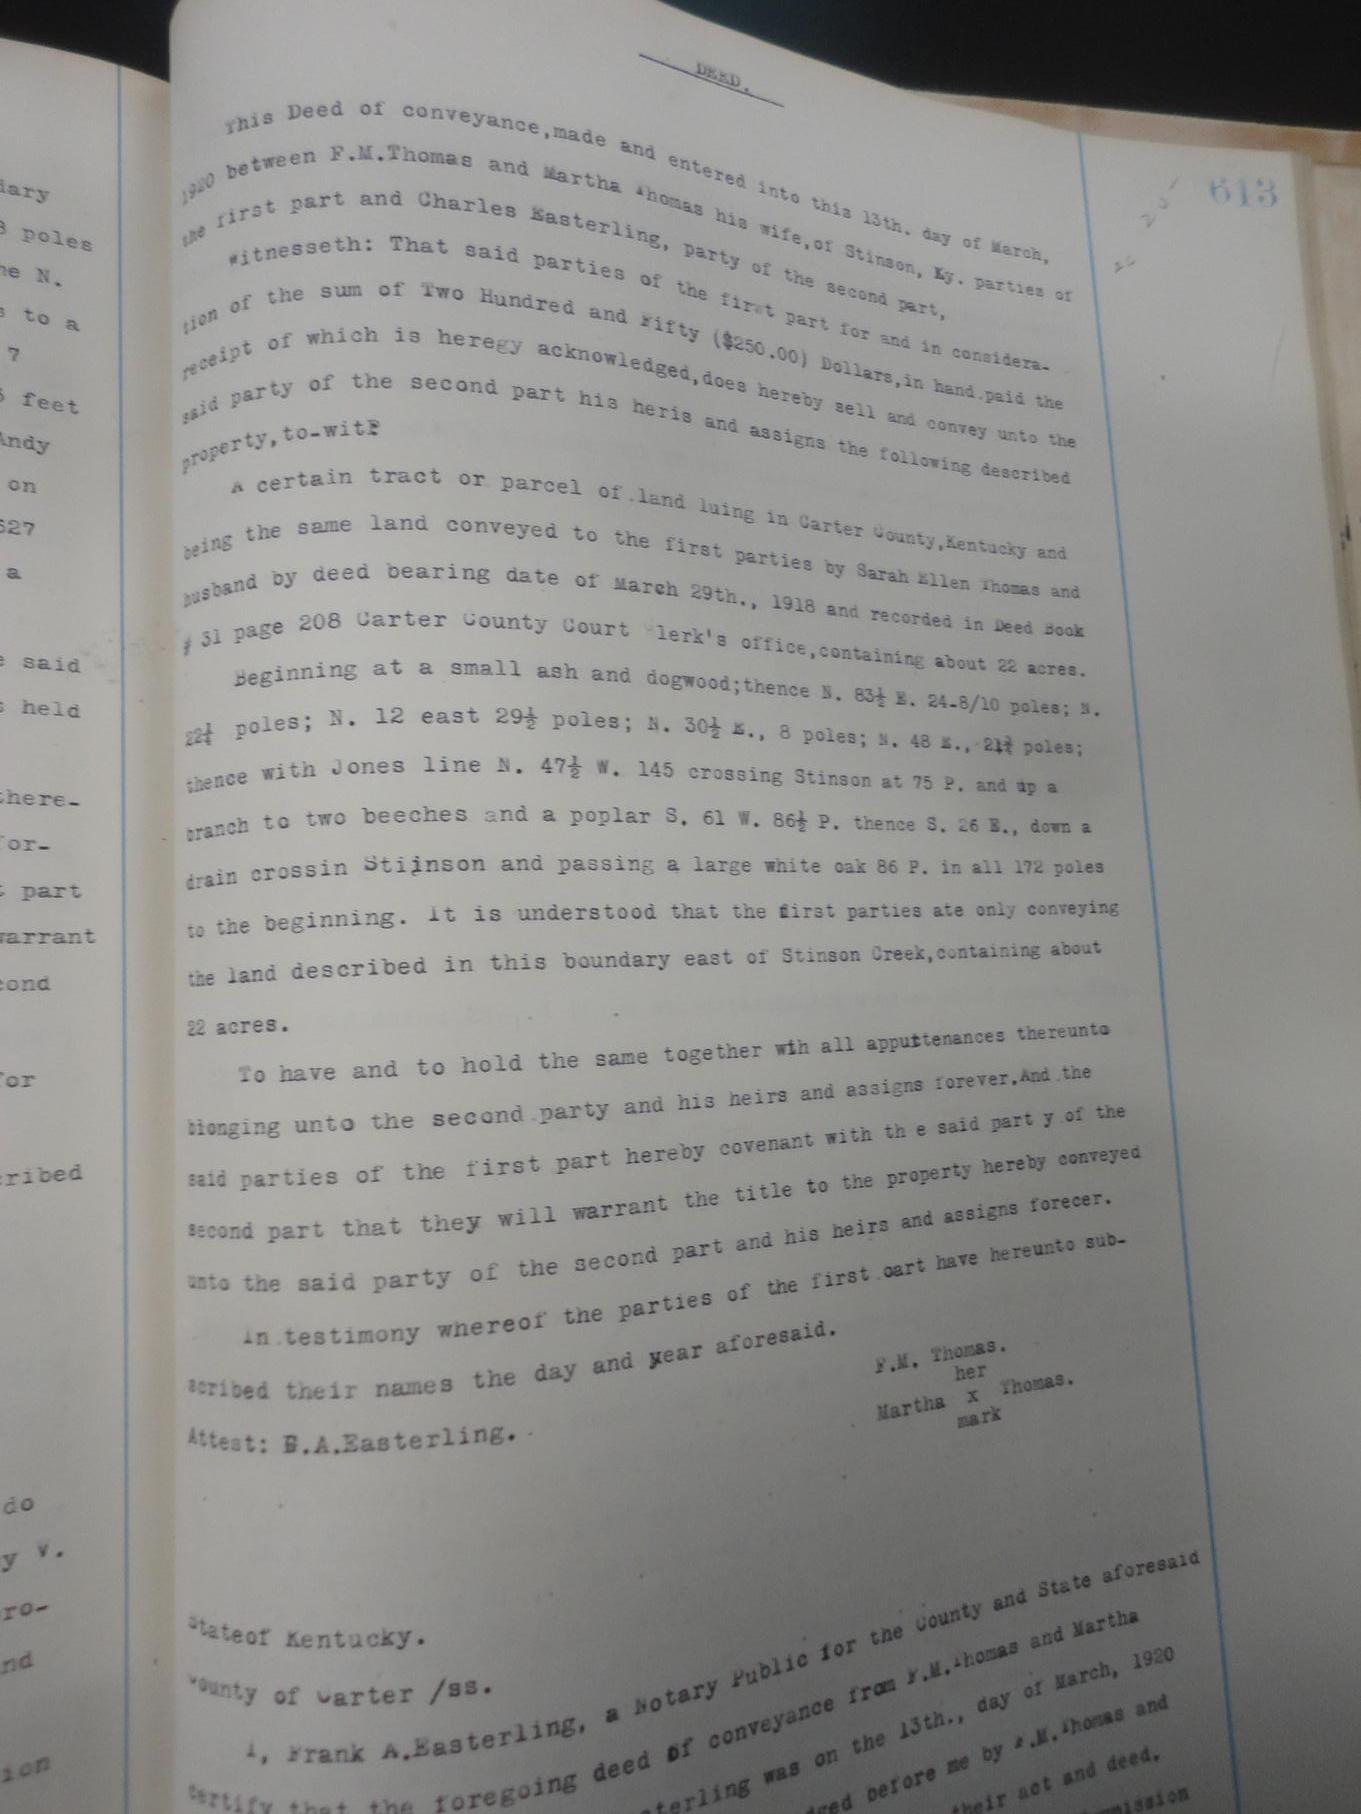 dary
8 poles
he N.
s to a
7
5 feet
Andy
on
627
a
e said
s held
there-
for-
t part
warrant
cond
for
cribed
do
y V.
ro-
nd
ion
DEED.
613
This Deed of conveyance,made and entered into this 13th. day of March,
1920 between F.M.Thomas and Martha Thomas his wife,of Stinson, Ky. parties of
the first part and Charles Easterling, party of the second part,
Witnesseth: That said parties of the first part for and in considera-
tion of the sum of Two Hundred and Fifty ($250.00) Dollars,in hand paid the
receipt of which is heregy acknowledged,does hereby sell and convey unto the
said party of the second part his heris and assigns the following described
property,to-wit?
A certain tract or parcel of land luing in Carter County,Kentucky and
being the same land conveyed to the first parties by Sarah Ellen Thomas and
husband by deed bearing date of March 29th., 1918 and recorded in Deed Book
# 51 page 208 Carter County Court Clerk's office,containing about 22 acres.
Beginning at a small ash and dogwood;thence N. 83½ E. 24-8/10 poles; N.
22¼ poles; N. 12 east 29½ poles; N. 30½ E., 8 poles; N. 48 E., poles;
thence with Jones line N. 47½ W. 145 crossing Stinson at 75 P. and up a
branch to two beeches and a poplar S. 61 W. 86½ P. thence S. 26 E., down a
drain crossin Stijnson and passing a large white oak 86 P. in all 172 poles
to the beginning. It is understood that the first parties ate only conveying
the land described in this boundary east of Stinson Creek,containing about
22 acres.
To have and to hold the same together wth all apputtenances thereunto
blonging unto the second party and his heirs and assigns forever.And the
said parties of the first part hereby covenant with th e said part y of the
second part that they will warrant the title to the property hereby conveyed
unto the said party of the second part and his heirs and assigns forecer.
In testimony whereof the parties of the first oart have hereunto sub-
scribed their names the day and year aforesaid.
F.M. Thomas.
her
Martha x Thomas.
mark
Attest: B.A.Easterling.
Stateof Kentucky.
County of Carter /ss.
I, Frank A.Easterling, a Notary Public for the County and State aforesaid
certify that the foregoing deed of conveyance from F.M.Thomas and Martha
sterling was on the 13th., day of March, 1920
before me by F.M.Thomas and
their act and deed.
mission